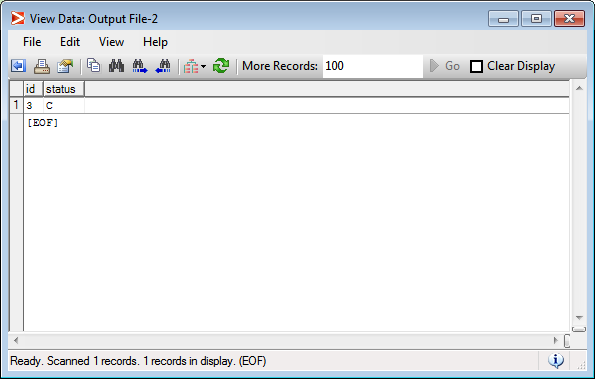 View Data: Output File-2
File Edit View Help
More Records: 100 Go Clear Display
id status
1 3 C
[EOF]
Ready. Scanned 1 records. 1 records in display. (EOF)